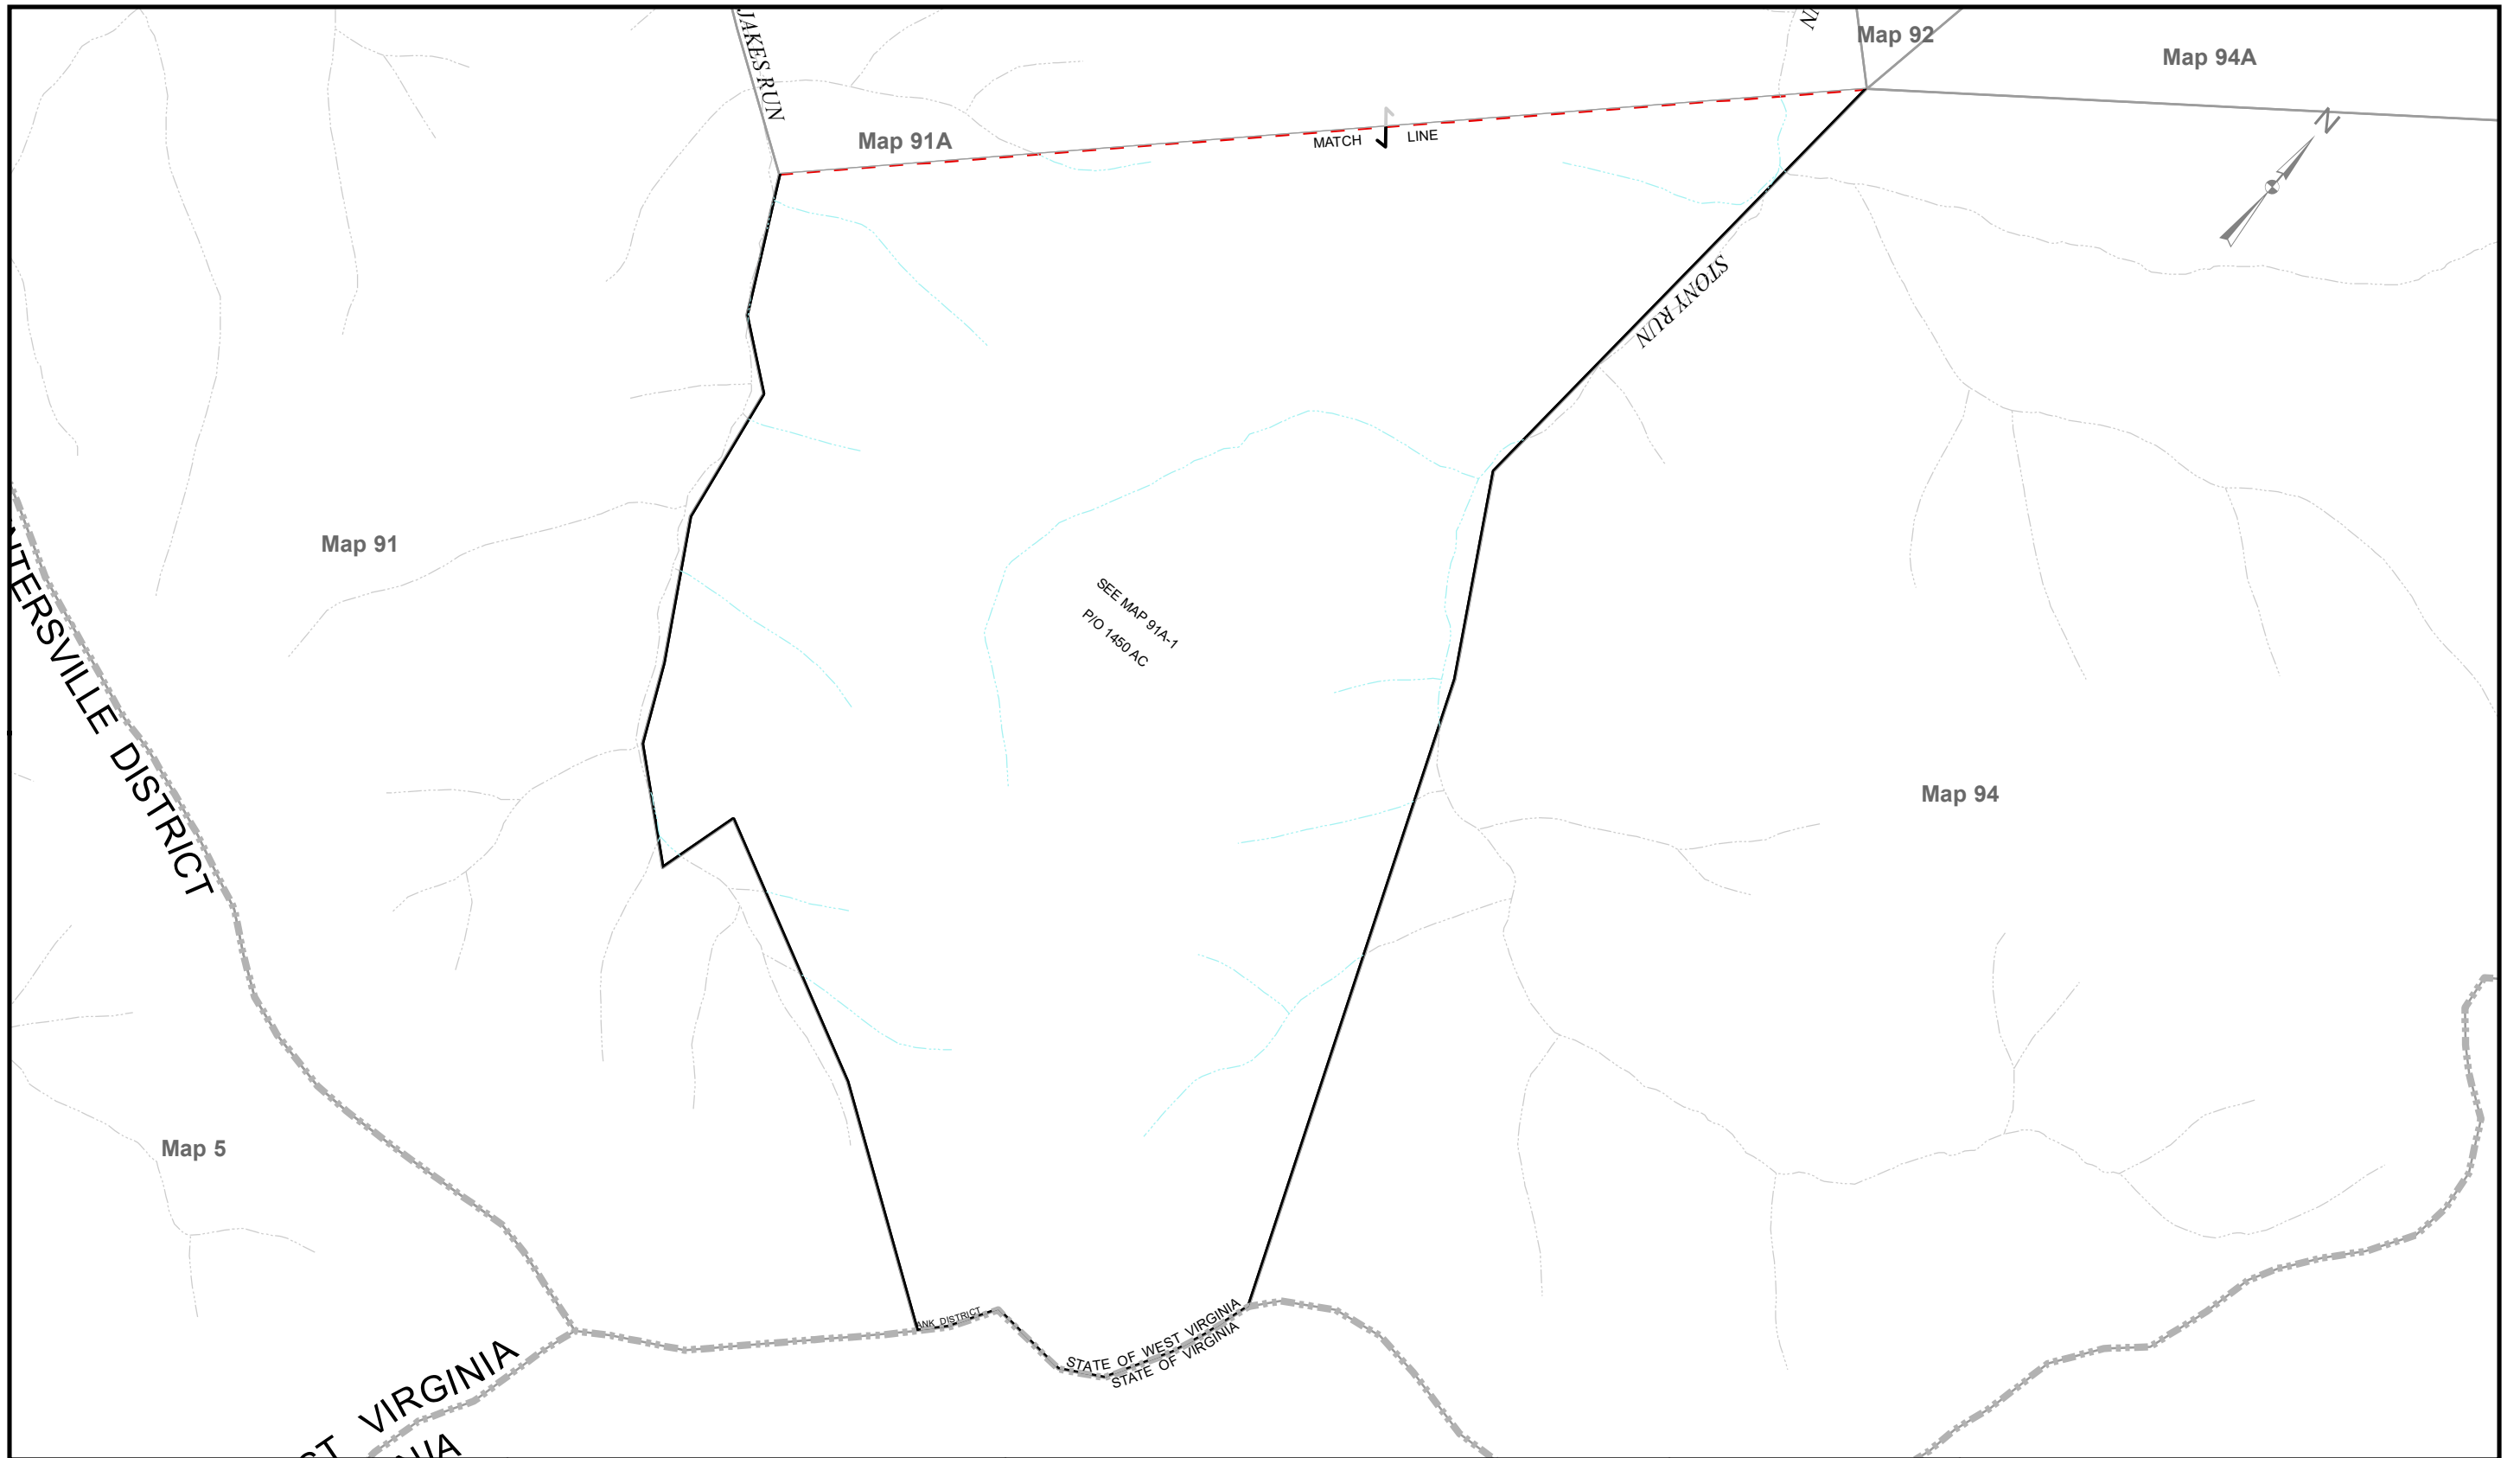 JAKES RUN
Map 92
Map 94A
N
Map 91A
MATCH
LINE
STONY RUN
Map 91
SEE MAP 91A-1
P/O 1450 AC
DISTRICT
Map 94
Map 5
DISTRICT
STATE OF WEST VIRGINIA
STATE OF VIRGINIA
VIRGINIA